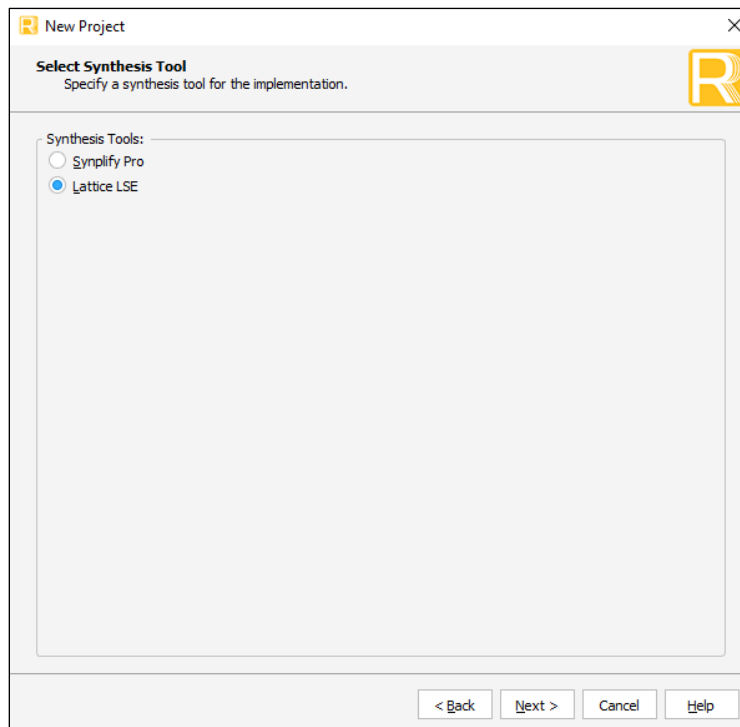 New Project
Select Synthesis Tool
Specify a synthesis tool for the implementation.
Synthesis Tools:
Synplify Pro
Lattice LSE
< Back Next > Cancel Help